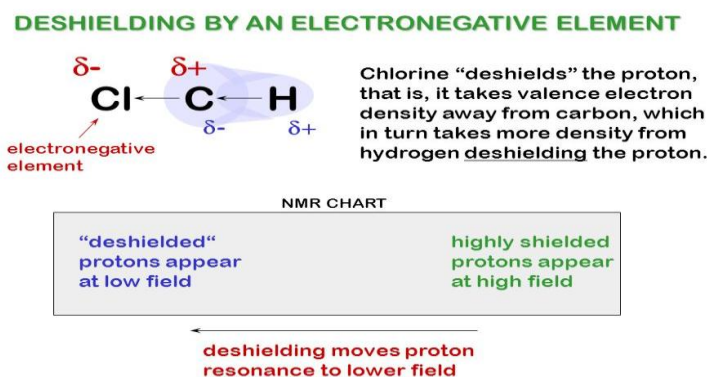 DESHIELDING BY AN ELECTRONEGATIVE ELEMENT
δ- δ+
Cl C H
δ- δ+
electronegative
element
Chlorine “deshields” the proton,
that is, it takes valence electron
density away from carbon, which
in turn takes more density from
hydrogen deshielding the proton.
NMR CHART
“deshielded“
protons appear
at low field
highly shielded
protons appear
at high field
deshielding moves proton
resonance to lower field